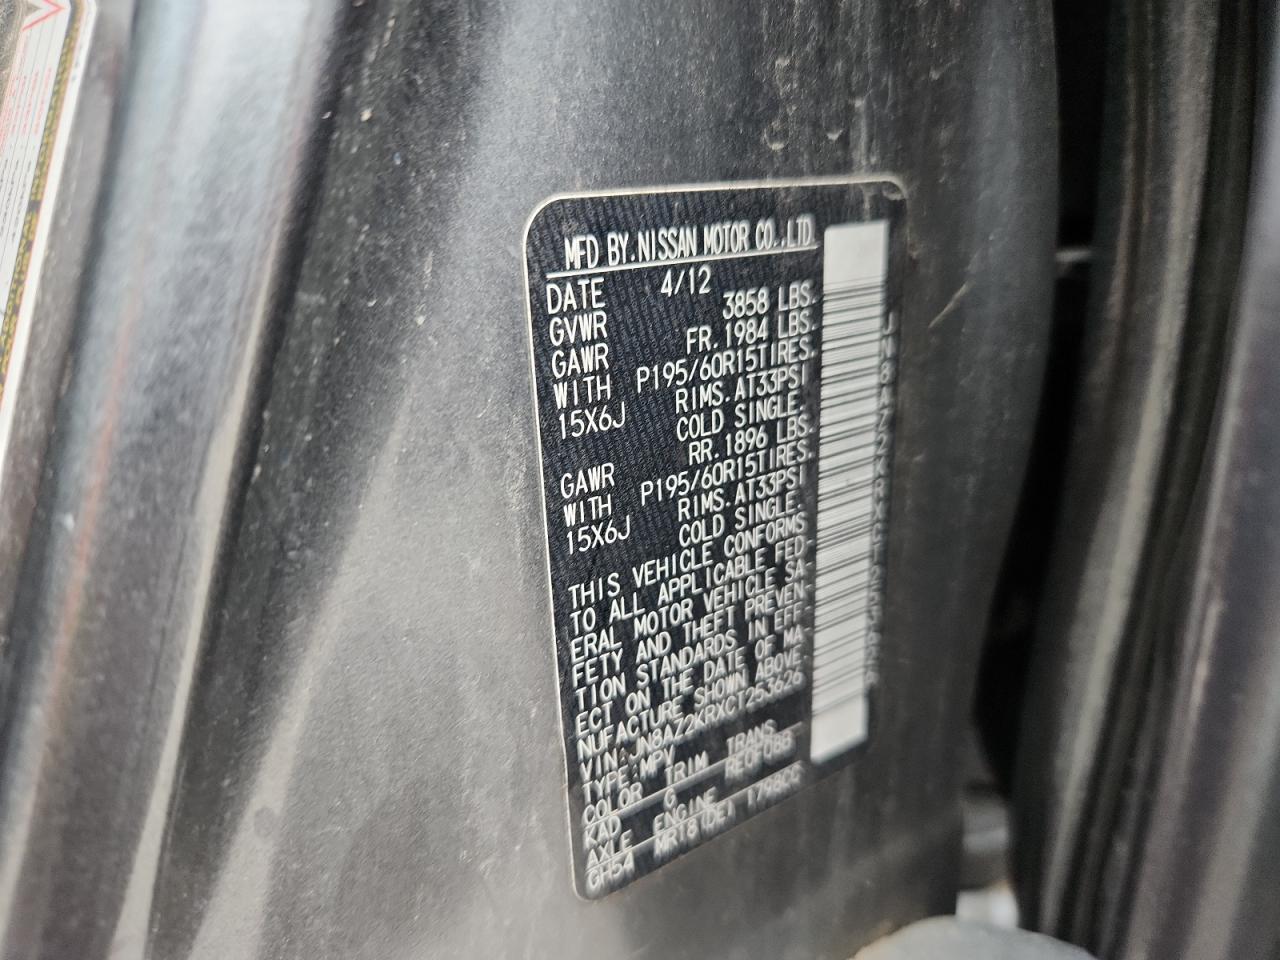 MFD BY.NISSAN MOTOR CO.,LTD
DATE 4/12
GVWR 3858 LBS.
GAWR FR.1984 LBS.
WITH P195/60R15TIRES.
15X6J RIMS.AT33PSI
COLD SINGLE.
GAWR RR.1896 LBS.
WITH P195/60R15TIRES.
15X6J RIMS.AT33PSI
COLD SINGLE.
THIS VEHICLE CONFORMS
TO ALL APPLICABLE FED-
ERAL MOTOR VEHICLE SA-
FETY AND THEFT PREVEN-
TION STANDARDS IN EFF-
ECT ON THE DATE OF MA-
NUFACTURE SHOWN ABOVE.
VIN:JN8AZ2KRXCT253626
TYPE:MPV
COLOR TRIM TRANS
KAD G RE0F08B
AXLE ENGINE
GH54 MR18(DE) 1798CC
JN8AZ2KRXCT253626